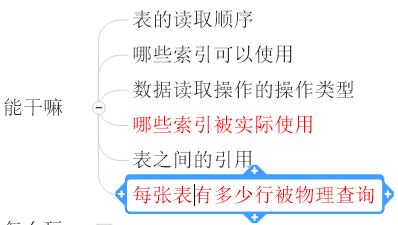 表的读取顺序
哪些索引可以使用
数据读取操作的操作类型
能干嘛
哪些索引被实际使用
表之间的引用
每张表有多少行被物理查询